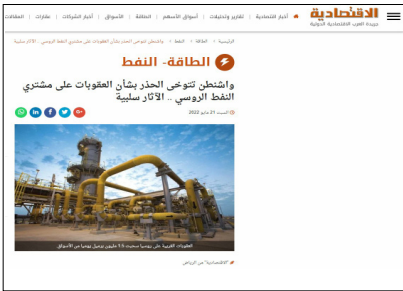 الاقتصادية
جريدة العرب الاقتصادية الدولية
أخبار اقتصادية | تقارير وتحليلات | أسواق الأسهم | الطاقة | الأسواق | أخبار الشركات | عقارات | المقالات
الرئيسية > الطاقة > النفط > واشنطن تتوخى الحذر بشأن العقوبات على مشتري النفط الروسي .. الآثار سلبية
الطاقة- النفط
واشنطن تتوخى الحذر بشأن العقوبات على مشتري
النفط الروسي .. الآثار سلبية
السبت 21 مايو 2022
العقوبات الغربية على روسيا سحبت 1.5 مليون برميل يوميا من الأسواق.
"الاقتصادية" من الرياض